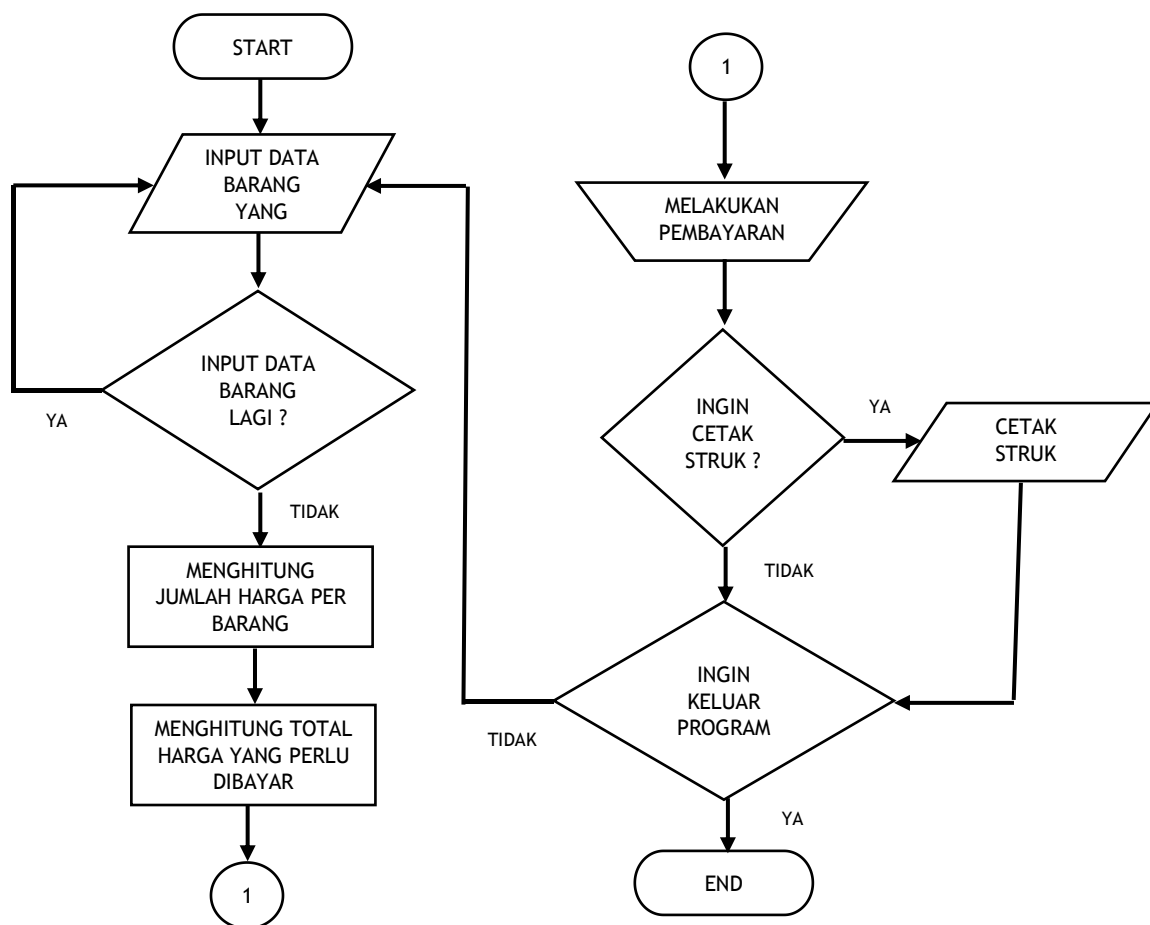 START
INPUT DATA
BARANG
YANG
INPUT DATA
BARANG
LAGI ?
YA
TIDAK
MENGHITUNG
JUMLAH HARGA PER
BARANG
MENGHITUNG TOTAL
HARGA YANG PERLU
DIBAYAR
1
1
MELAKUKAN
PEMBAYARAN
INGIN
CETAK
STRUK ?
YA
CETAK
STRUK
TIDAK
INGIN
KELUAR
PROGRAM
TIDAK
YA
END